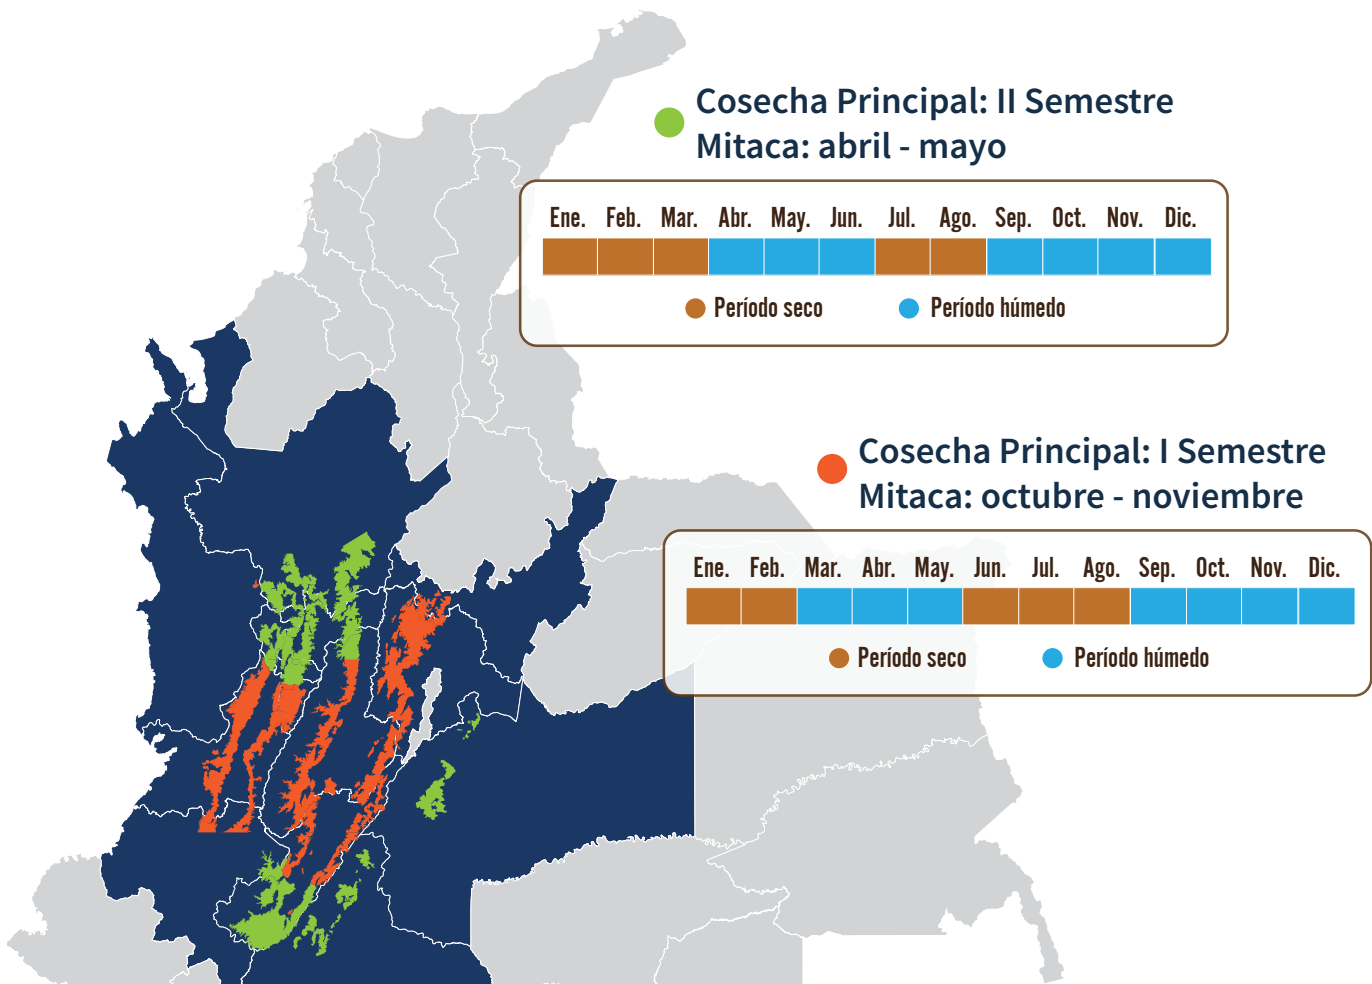 Cosecha Principal: II Semestre
Mitaca: abril - mayo
Ene. Feb. Mar. Abr. May. Jun. Jul. Ago. Sep. Oct. Nov. Dic.
Período seco Período húmedo
Cosecha Principal: I Semestre
Mitaca: octubre - noviembre
Ene. Feb. Mar. Abr. May. Jun. Jul. Ago. Sep. Oct. Nov. Dic.
Período seco Período húmedo